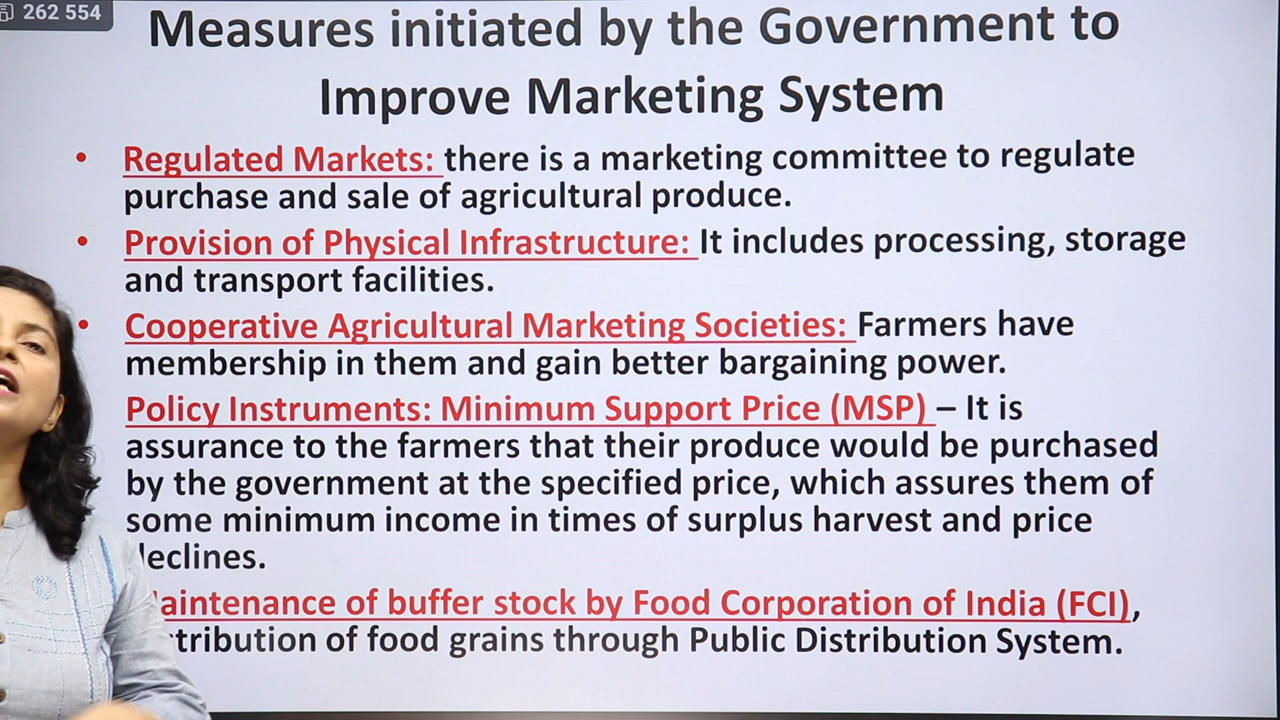 262 554
Measures initiated by the Government to
Improve Marketing System
• Regulated Markets: there is a marketing committee to regulate
purchase and sale of agricultural produce.
• Provision of Physical Infrastructure: It includes processing, storage
and transport facilities.
• Cooperative Agricultural Marketing Societies: Farmers have
membership in them and gain better bargaining power.
Policy Instruments: Minimum Support Price (MSP) – It is
assurance to the farmers that their produce would be purchased
by the government at the specified price, which assures them of
some minimum income in times of surplus harvest and price
declines.
of buffer stock by Food Corporation of India (FCI),
of food grains through Public Distribution System.